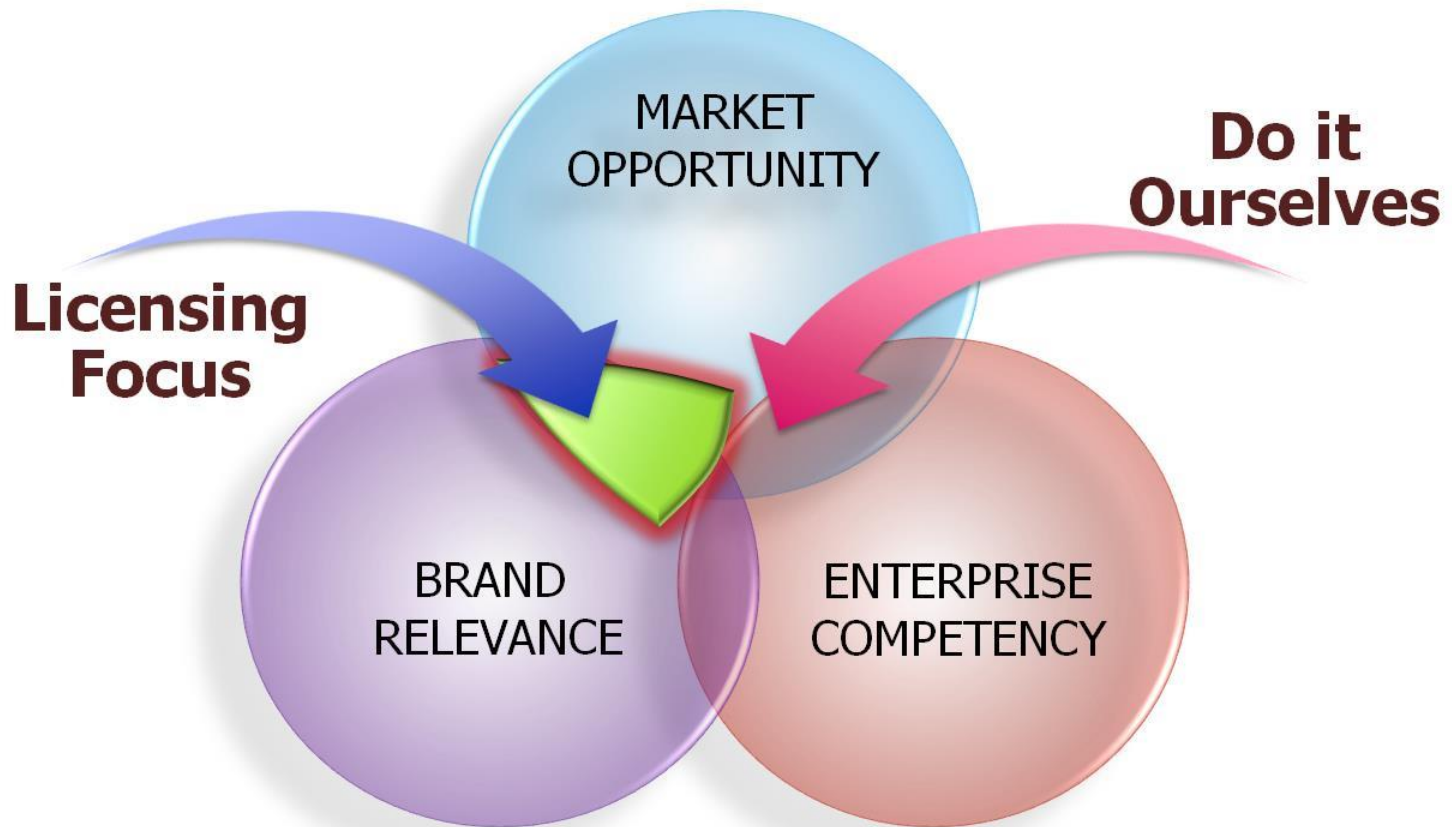 MARKET
OPPORTUNITY
Do it
Ourselves
Licensing
Focus
BRAND
RELEVANCE
ENTERPRISE
COMPETENCY